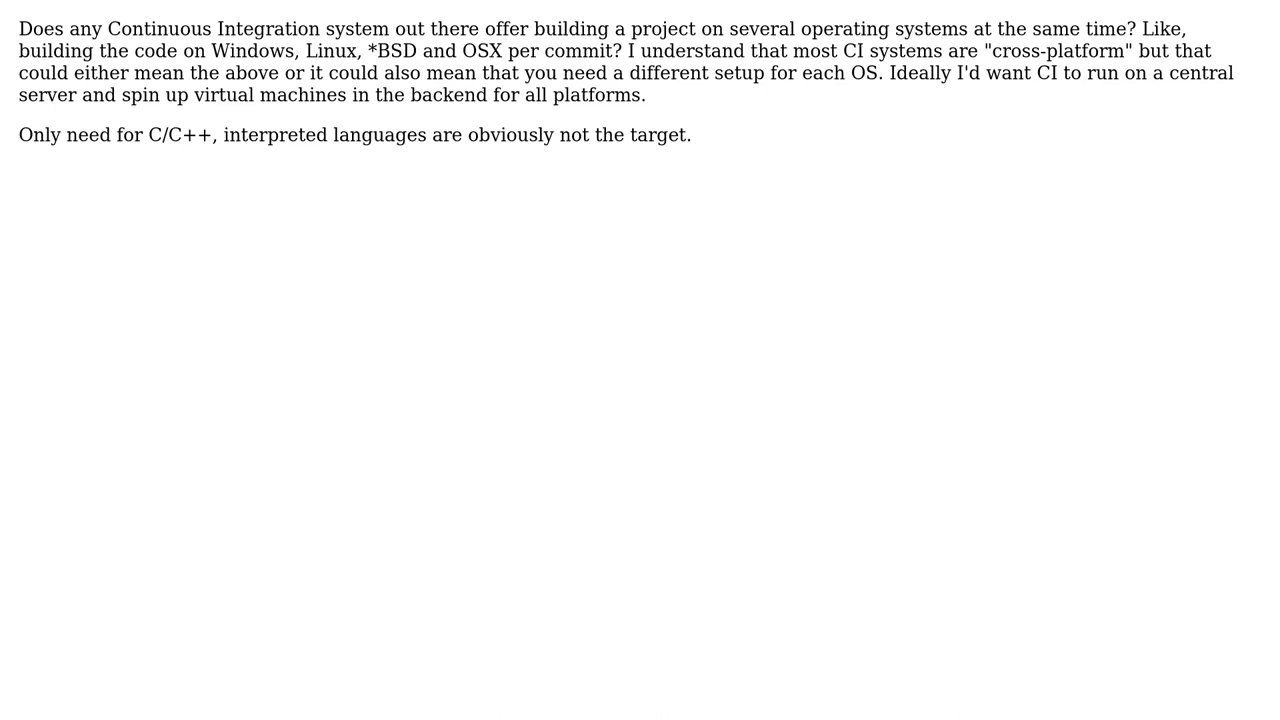 Does any Continuous Integration system out there offer building a project on several operating systems at the same time? Like,
building the code on Windows, Linux, *BSD and OSX per commit? I understand that most CI systems are "cross-platform" but that
could either mean the above or it could also mean that you need a different setup for each OS. Ideally I'd want CI to run on a central
server and spin up virtual machines in the backend for all platforms.
Only need for C/C++, interpreted languages are obviously not the target.